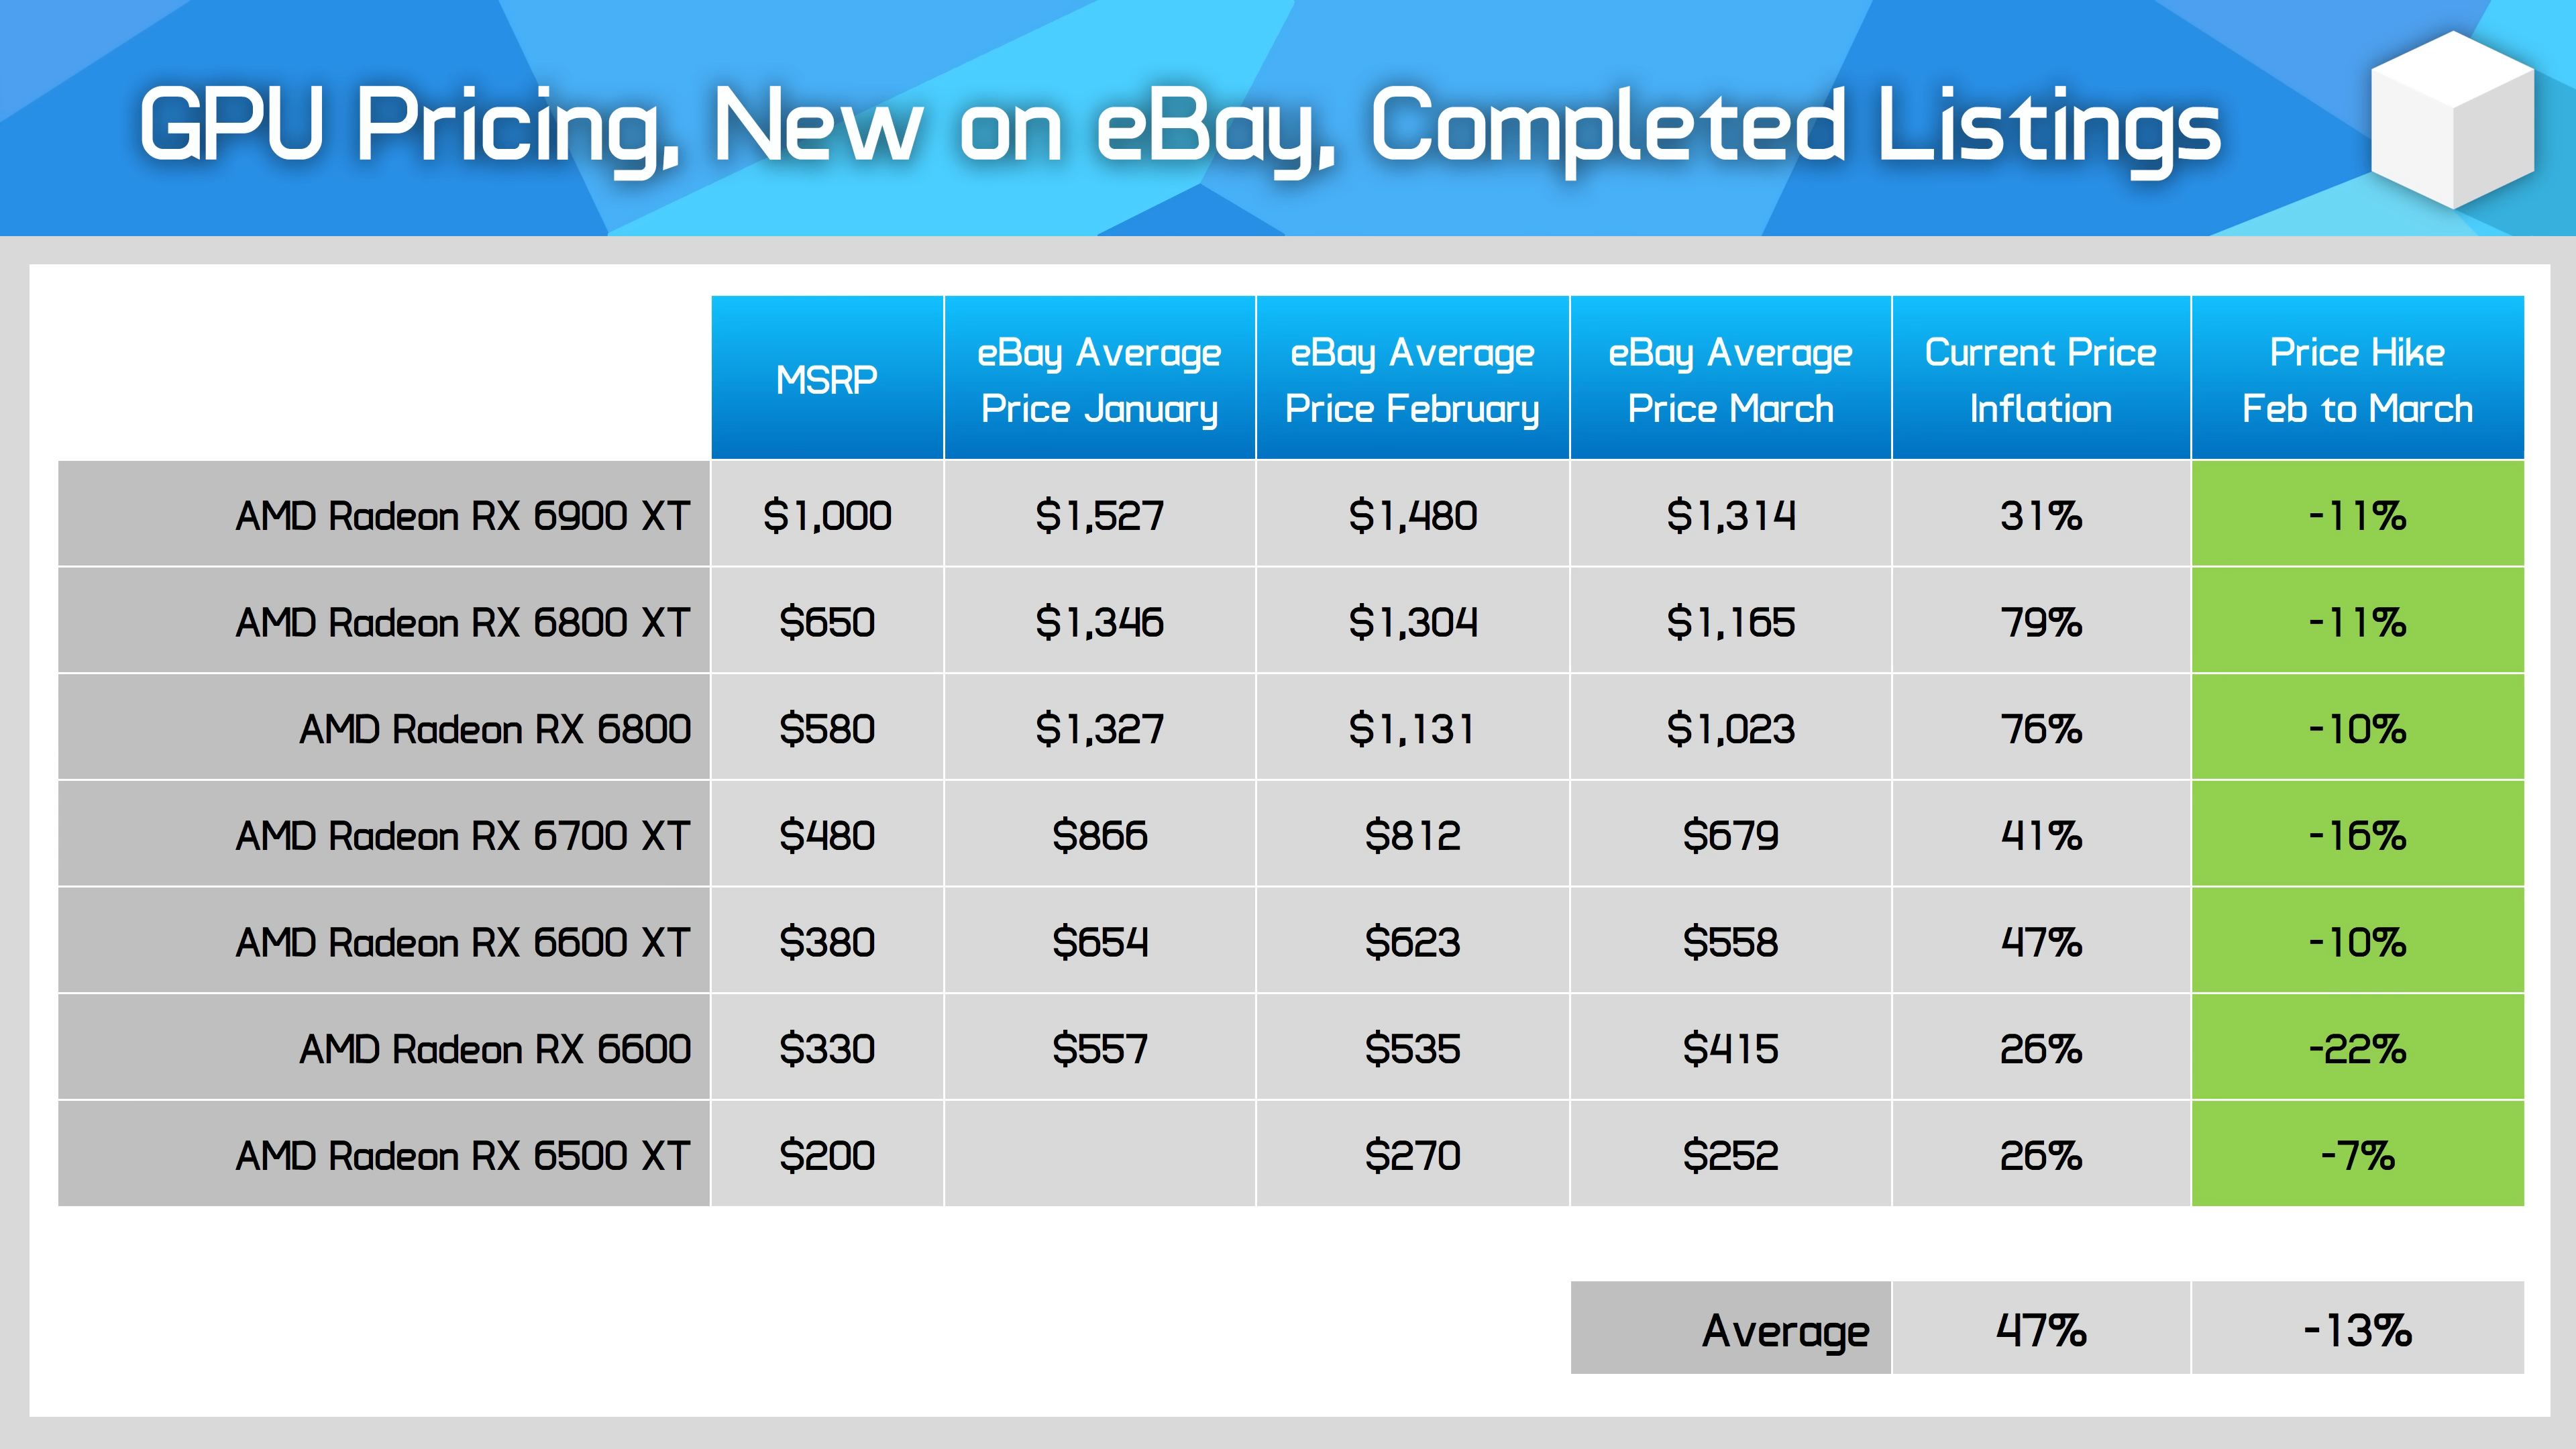 GPU Pricing, New on eBay, Completed Listings
MSRP
eBay Average
Price January
eBay Average
Price February
eBay Average
Price March
Current Price
Inflation
Price Hike
Feb to March
AMD Radeon RX 6900 XT $1,000 $1,527 $1,480 $1,314 31% -11%
AMD Radeon RX 6800 XT $650 $1,346 $1,304 $1,165 79% -11%
AMD Radeon RX 6800 $580 $1,327 $1,131 $1,023 76% -10%
AMD Radeon RX 6700 XT $480 $866 $812 $679 41% -16%
AMD Radeon RX 6600 XT $380 $654 $623 $558 47% -10%
AMD Radeon RX 6600 $330 $557 $535 $415 26% -22%
AMD Radeon RX 6500 XT $200 $270 $252 26% -7%
Average 47% -13%